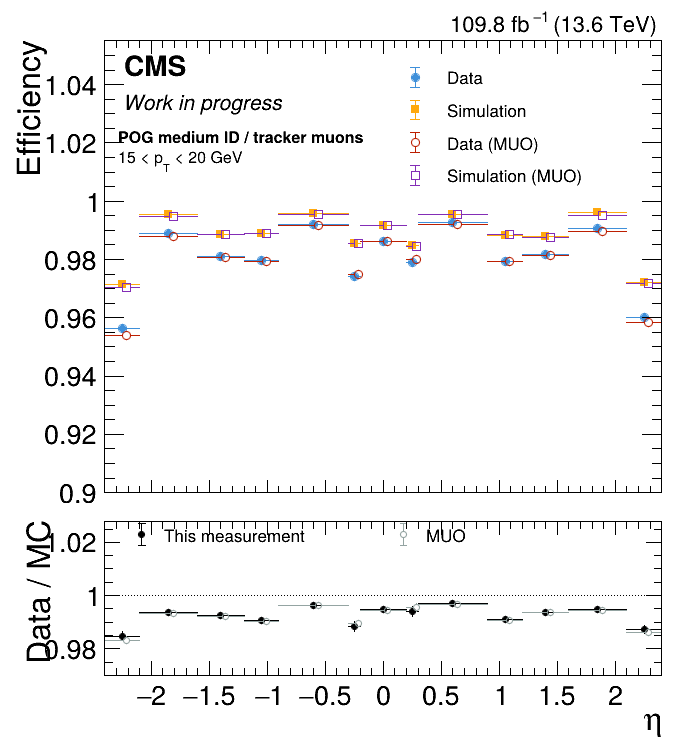 109.8 fb⁻¹ (13.6 TeV)
CMS
Work in progress
POG medium ID / tracker muons
15 < p_T < 20 GeV
Data
Simulation
Data (MUO)
Simulation (MUO)
Efficiency
1.04
1.02
1
0.98
0.96
0.94
0.92
0.9
This measurement
MUO
Data / MC
1.02
1
0.98
−2 −1.5 −1 −0.5 0 0.5 1 1.5 2
η